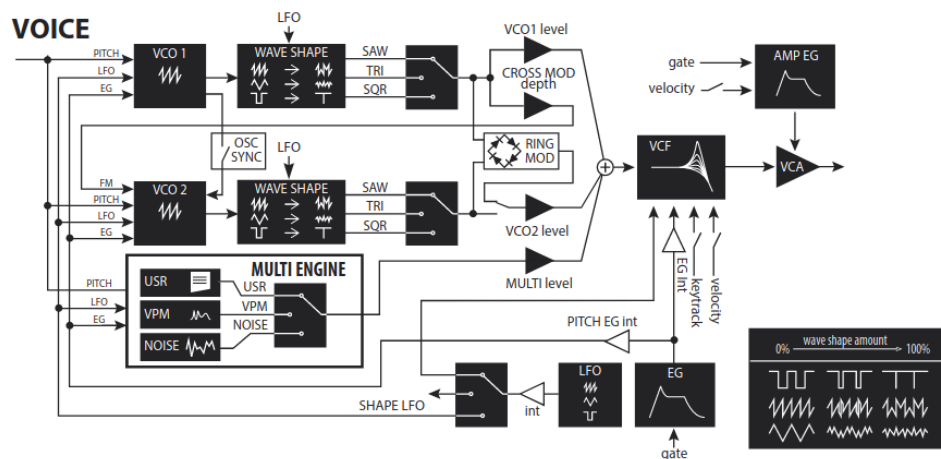 VOICE
LFO
PITCH
LFO
EG
VCO 1
WAVE SHAPE
SAW
TRI
SQR
VCO1 level
CROSS MOD
depth
gate
velocity
AMP EG
OSC
SYNC
LFO
RING
MOD
VCF
VCA
FM
PITCH
LFO
EG
VCO 2
WAVE SHAPE
SAW
TRI
SQR
VCO2 level
MULTI ENGINE
MULTI level
PITCH
LFO
EG
USR
VPM
NOISE
USR
VPM
NOISE
EG Int
keytrack
velocity
PITCH EG int
SHAPE LFO
int
LFO
EG
gate
wave shape amount
0%
100%